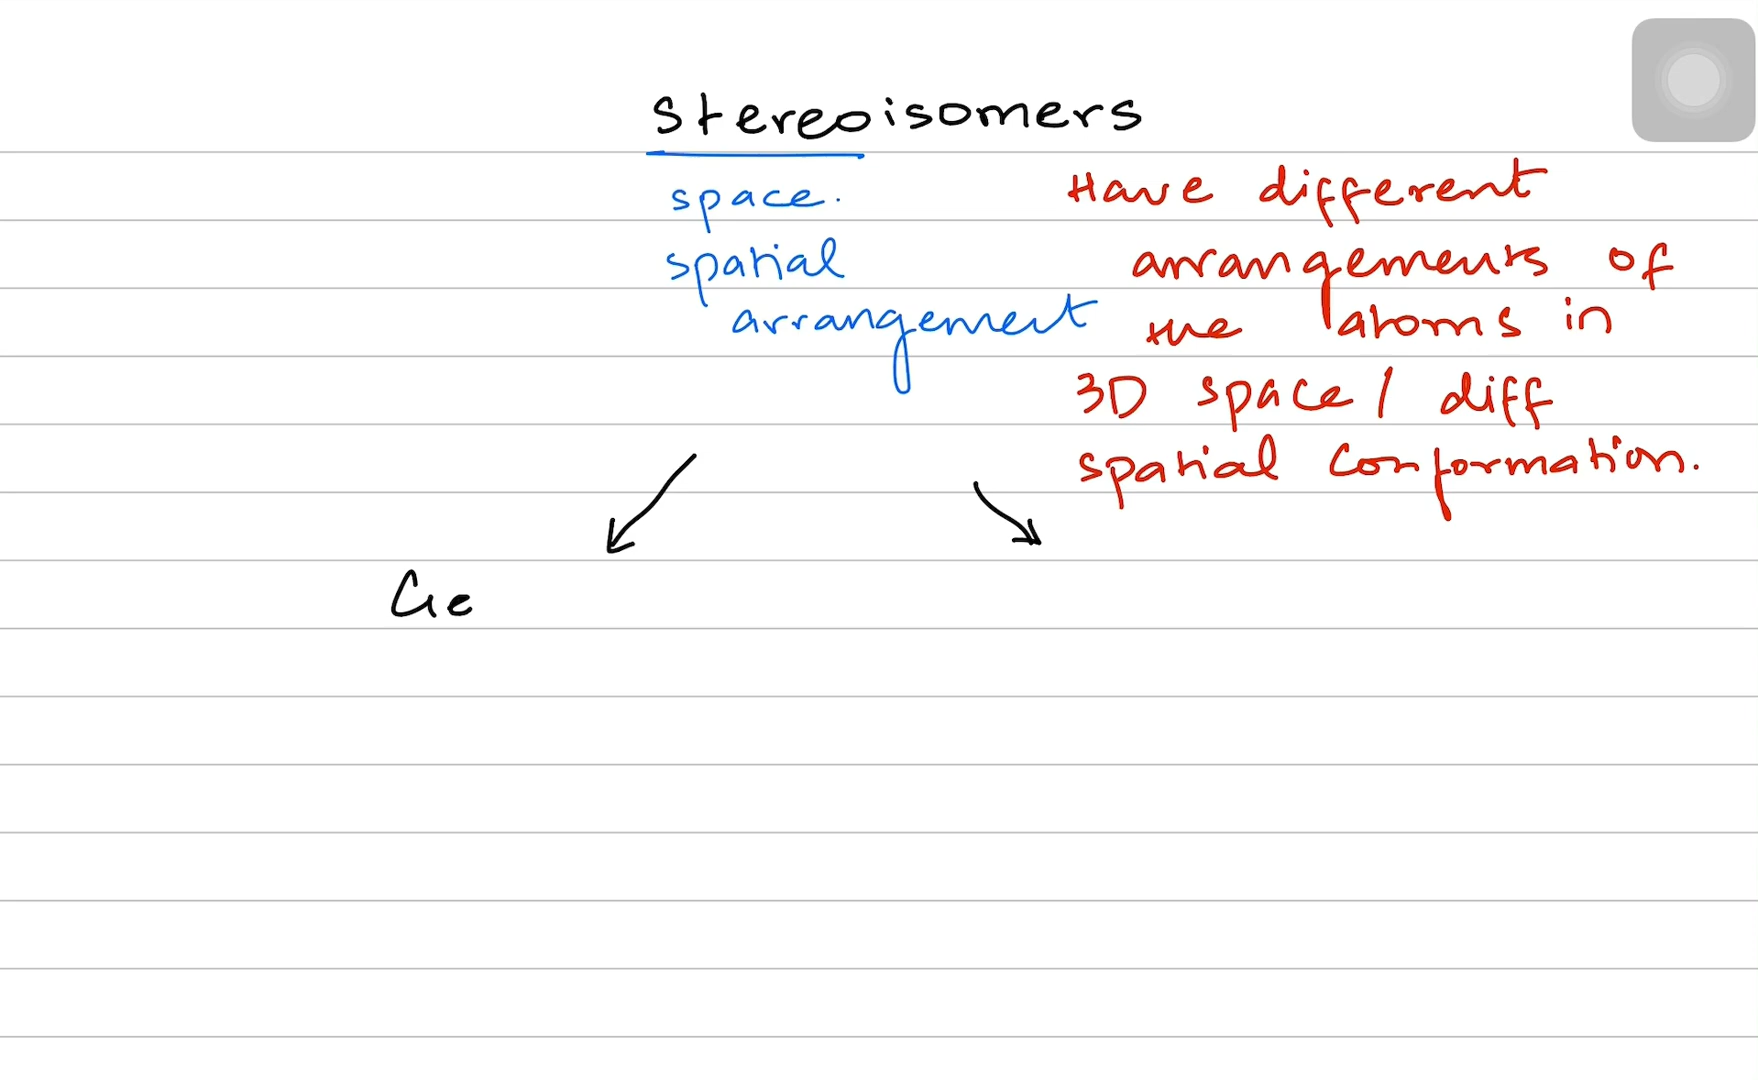 Stereoisomers
space.
spatial
arrangement
Have different
arrangements of
the atoms in
3D space / diff
spatial conformation.
Ge